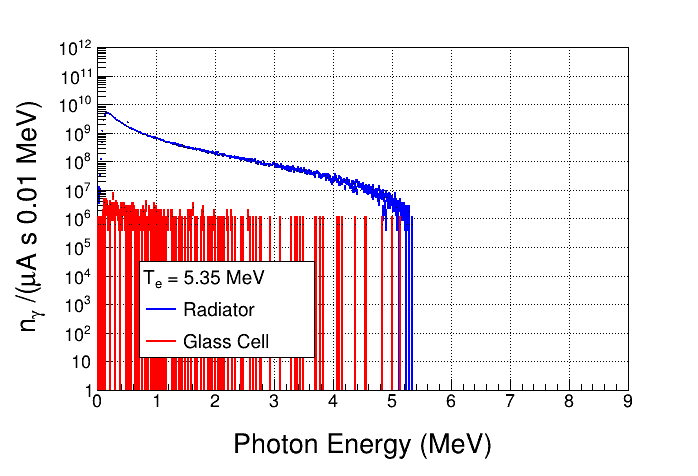 10¹²
10¹¹
10¹⁰
10⁹
10⁸
10⁷
10⁶
10⁵
10⁴
10³
10²
10
1
n_γ /(μA s 0.01 MeV)
Tₑ = 5.35 MeV
Radiator
Glass Cell
0 1 2 3 4 5 6 7 8 9
Photon Energy (MeV)